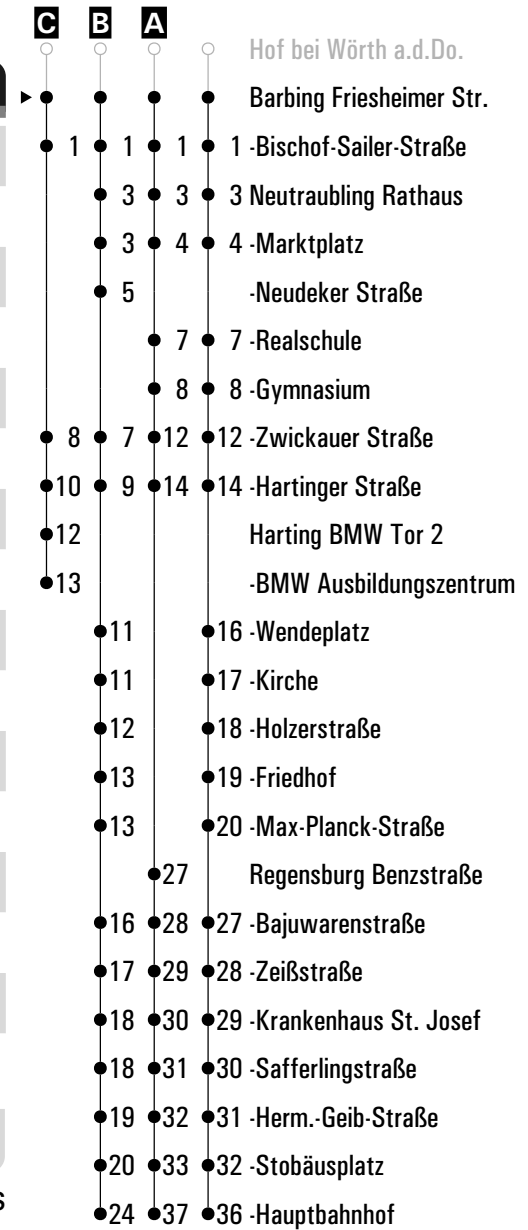 C B A
Hof bei Wörth a.d.Do.
Barbing Friesheimer Str.
1 1 1 1 -Bischof-Sailer-Straße
3 3 3 Neutraubling Rathaus
3 4 4 -Marktplatz
5 -Neudeker Straße
7 7 -Realschule
8 8 -Gymnasium
8 7 12 12 -Zwickauer Straße
10 9 14 14 -Hartinger Straße
12 Harting BMW Tor 2
13 -BMW Ausbildungszentrum
11 16 -Wendeplatz
11 17 -Kirche
12 18 -Holzerstraße
13 19 -Friedhof
13 20 -Max-Planck-Straße
27 Regensburg Benzstraße
16 28 27 -Bajuwarenstraße
17 29 28 -Zeißstraße
18 30 29 -Krankenhaus St. Josef
18 31 30 -Safferlingstraße
19 32 31 -Herm.-Geib-Straße
20 33 32 -Stobäusplatz
24 37 36 -Hauptbahnhof